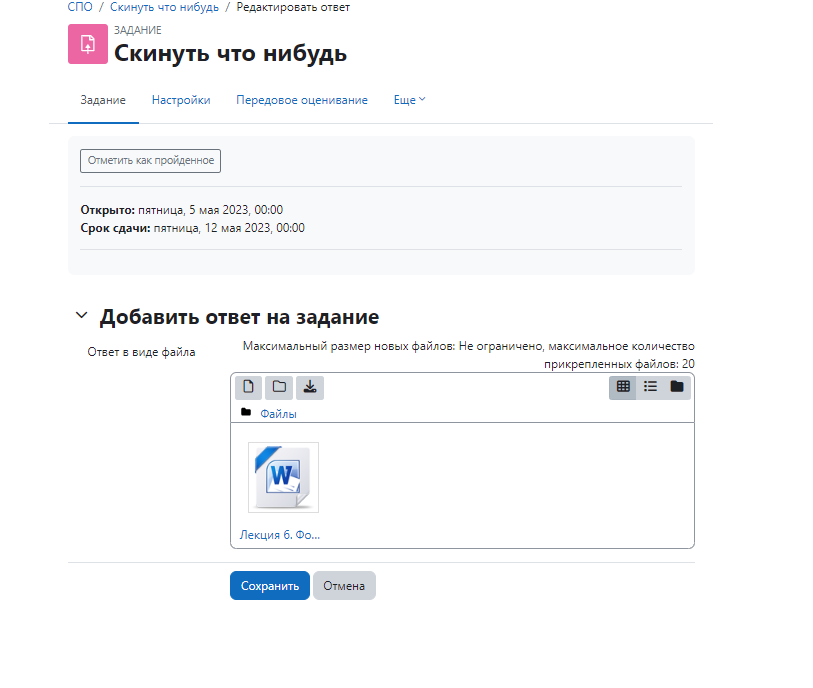 СПО / Скинуть что нибудь / Редактировать ответ
ЗАДАНИЕ
Скинуть что нибудь
Задание Настройки Передовое оценивание Еще
Отметить как пройденное
Открыто: пятница, 5 мая 2023, 00:00
Срок сдачи: пятница, 12 мая 2023, 00:00
Добавить ответ на задание
Ответ в виде файла
Максимальный размер новых файлов: Не ограничено, максимальное количество
прикрепленных файлов: 20
Файлы
W
Лекция 6. Фо...
Сохранить Отмена